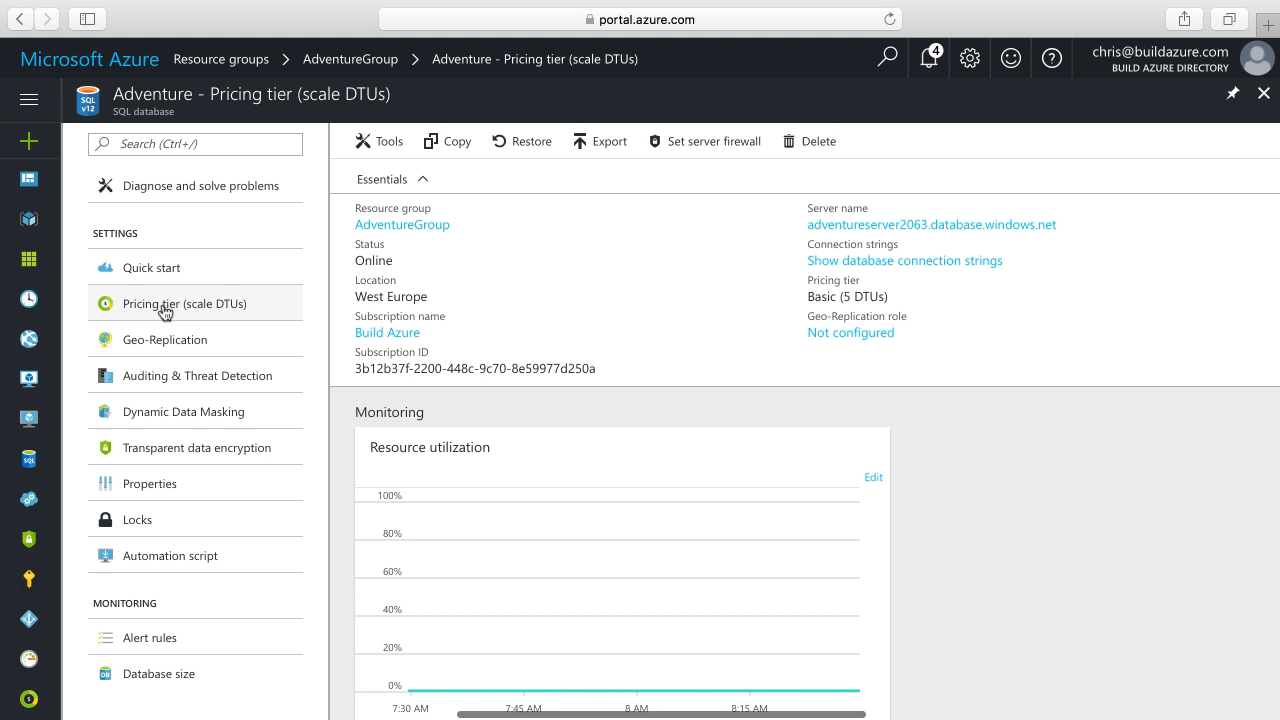 portal.azure.com
Microsoft Azure Resource groups AdventureGroup Adventure - Pricing tier (scale DTUs)
4
chris@buildazure.com
BUILD AZURE DIRECTORY
SQL v12
Adventure - Pricing tier (scale DTUs)
SQL database
Search (Ctrl+/)
Diagnose and solve problems
SETTINGS
Quick start
Pricing tier (scale DTUs)
Geo-Replication
Auditing & Threat Detection
Dynamic Data Masking
Transparent data encryption
Properties
Locks
Automation script
MONITORING
Alert rules
Database size
Tools Copy Restore Export Set server firewall Delete
Essentials
Resource group
AdventureGroup
Status
Online
Location
West Europe
Subscription name
Build Azure
Subscription ID
3b12b37f-2200-448c-9c70-8e59977d250a
Server name
adventureserver2063.database.windows.net
Connection strings
Show database connection strings
Pricing tier
Basic (5 DTUs)
Geo-Replication role
Not configured
Monitoring
Resource utilization
Edit
100%
80%
60%
40%
20%
0%
7:30 AM 7:45 AM 8 AM 8:15 AM
SQL
DB